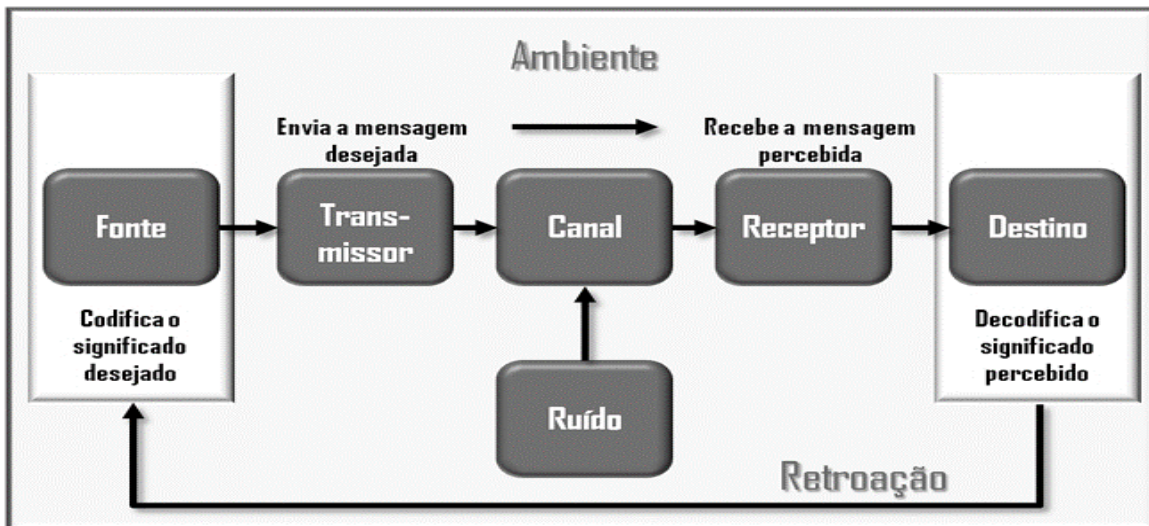 Ambiente
Envia a mensagem
desejada
Recebe a mensagem
percebida
Fonte
Trans-
missor
Canal
Receptor
Destino
Codifica o
significado
desejado
Decodifica o
significado
percebido
Ruído
Retroação